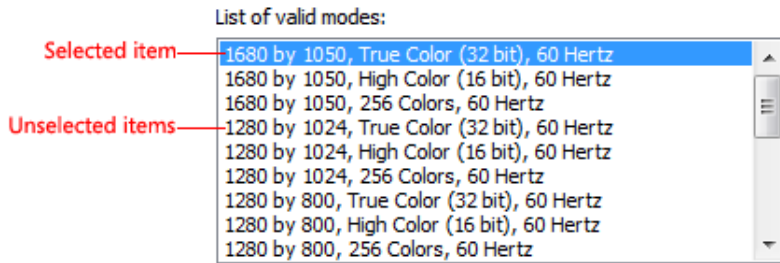 List of valid modes:
Selected item
1680 by 1050, True Color (32 bit), 60 Hertz
1680 by 1050, High Color (16 bit), 60 Hertz
1680 by 1050, 256 Colors, 60 Hertz
Unselected items
1280 by 1024, True Color (32 bit), 60 Hertz
1280 by 1024, High Color (16 bit), 60 Hertz
1280 by 1024, 256 Colors, 60 Hertz
1280 by 800, True Color (32 bit), 60 Hertz
1280 by 800, High Color (16 bit), 60 Hertz
1280 by 800, 256 Colors, 60 Hertz